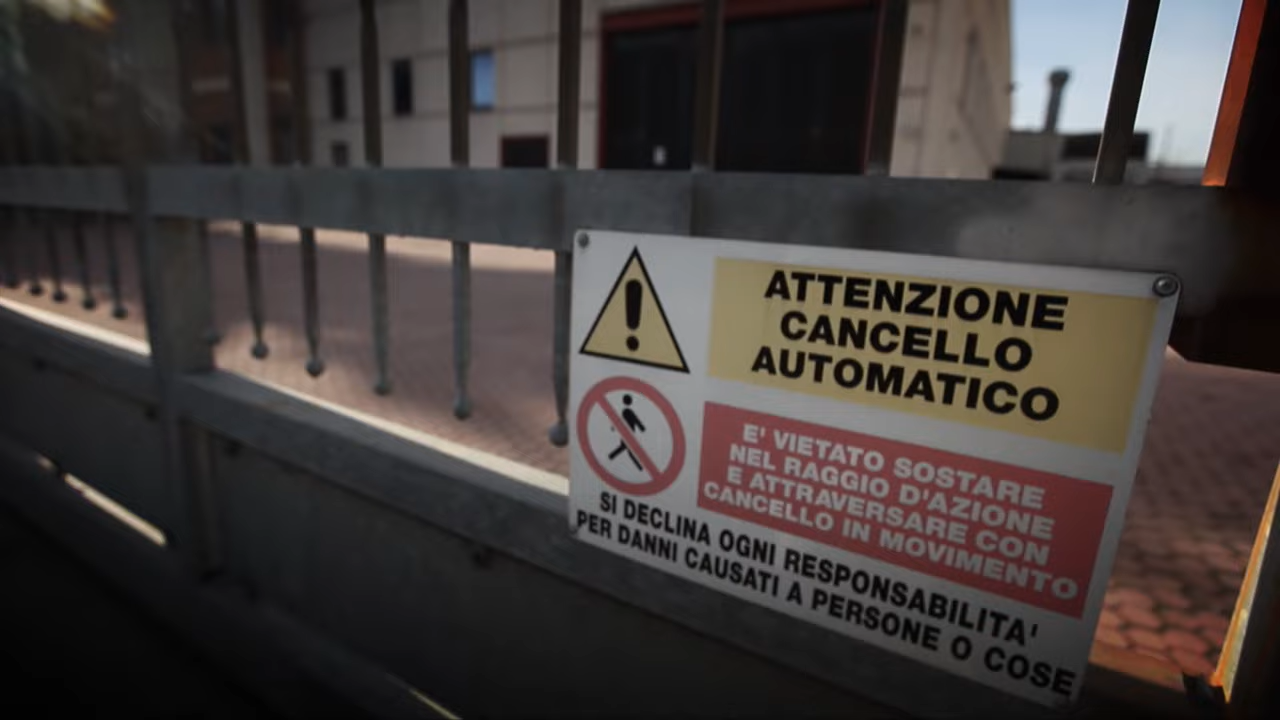 ATTENZIONE
CANCELLO
AUTOMATICO
E' VIETATO SOSTARE
NEL RAGGIO D'AZIONE
E ATTRAVERSARE CON
CANCELLO IN MOVIMENTO
SI DECLINA OGNI RESPONSABILITA'
PER DANNI CAUSATI A PERSONE O COSE